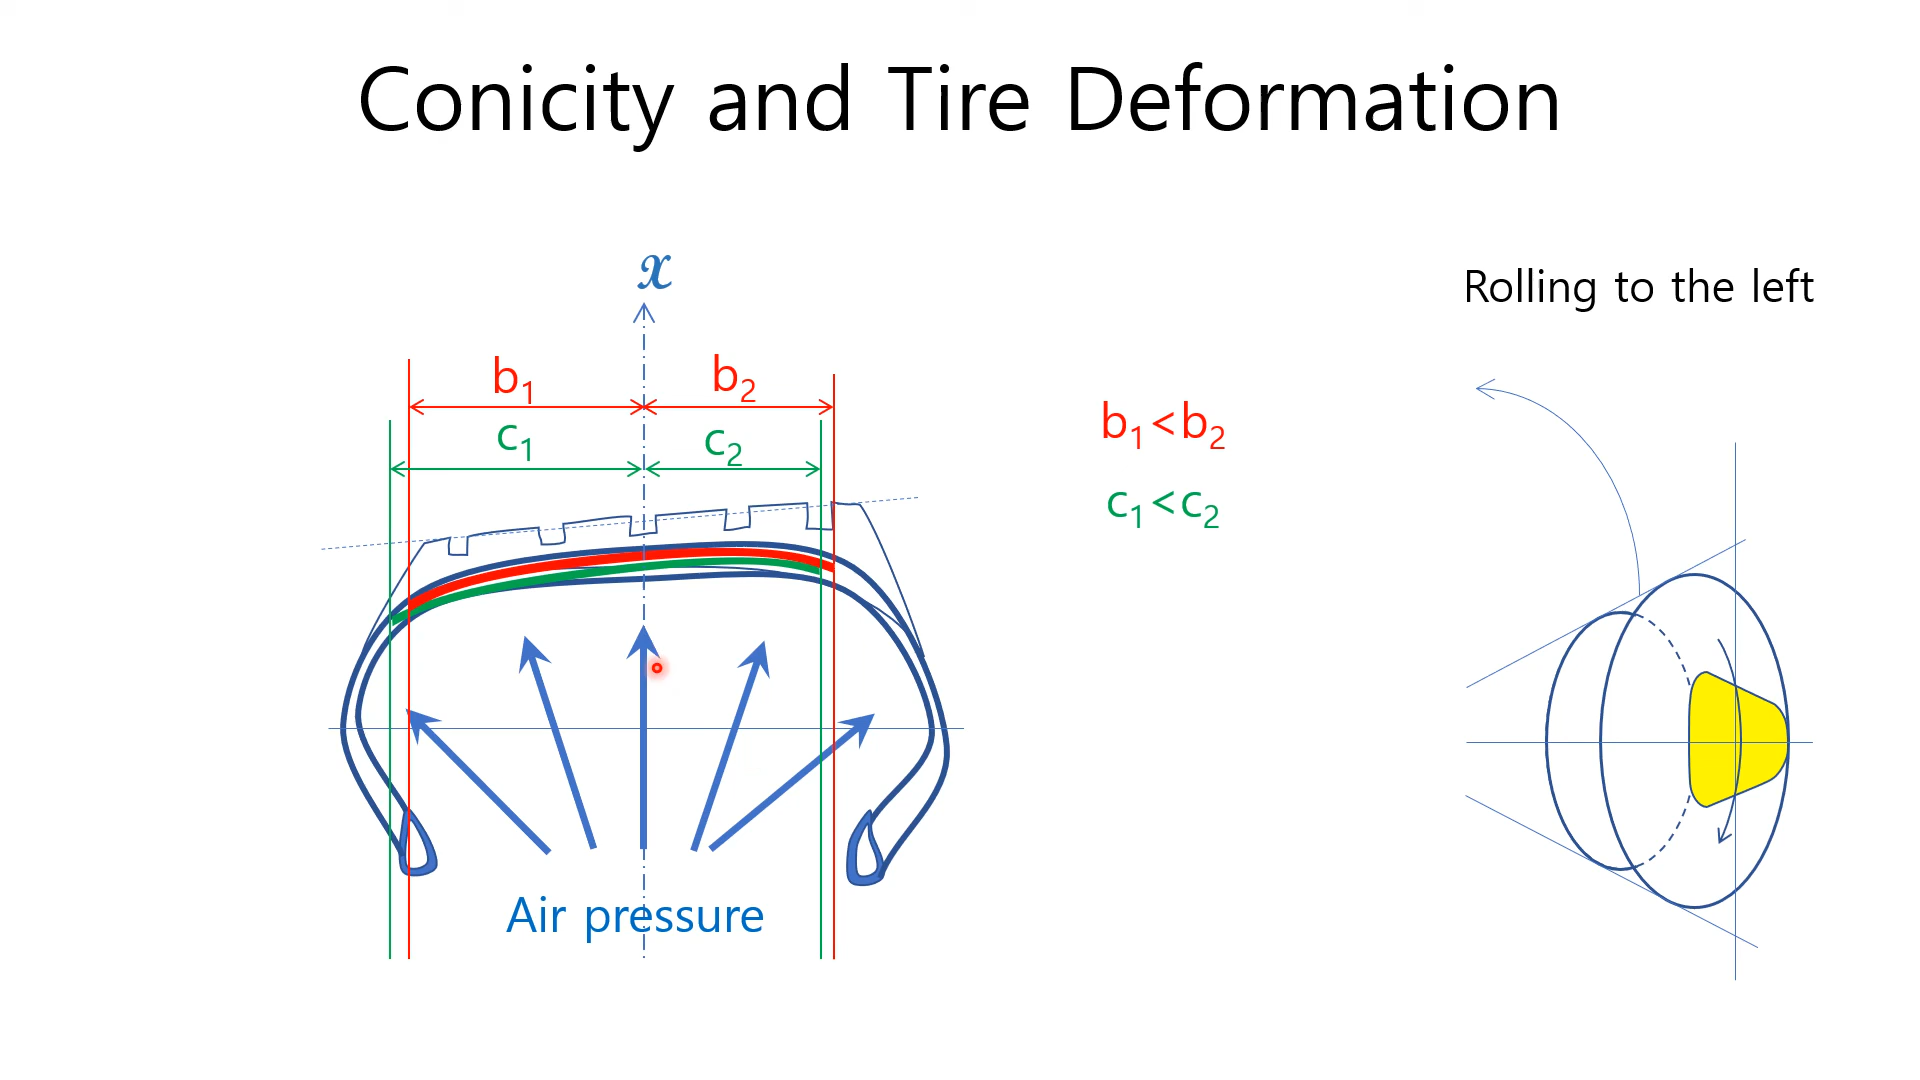 Conicity and Tire Deformation
x
Rolling to the left
b₁
b₂
c₁
c₂
b₁<b₂
c₁<c₂
Air pressure